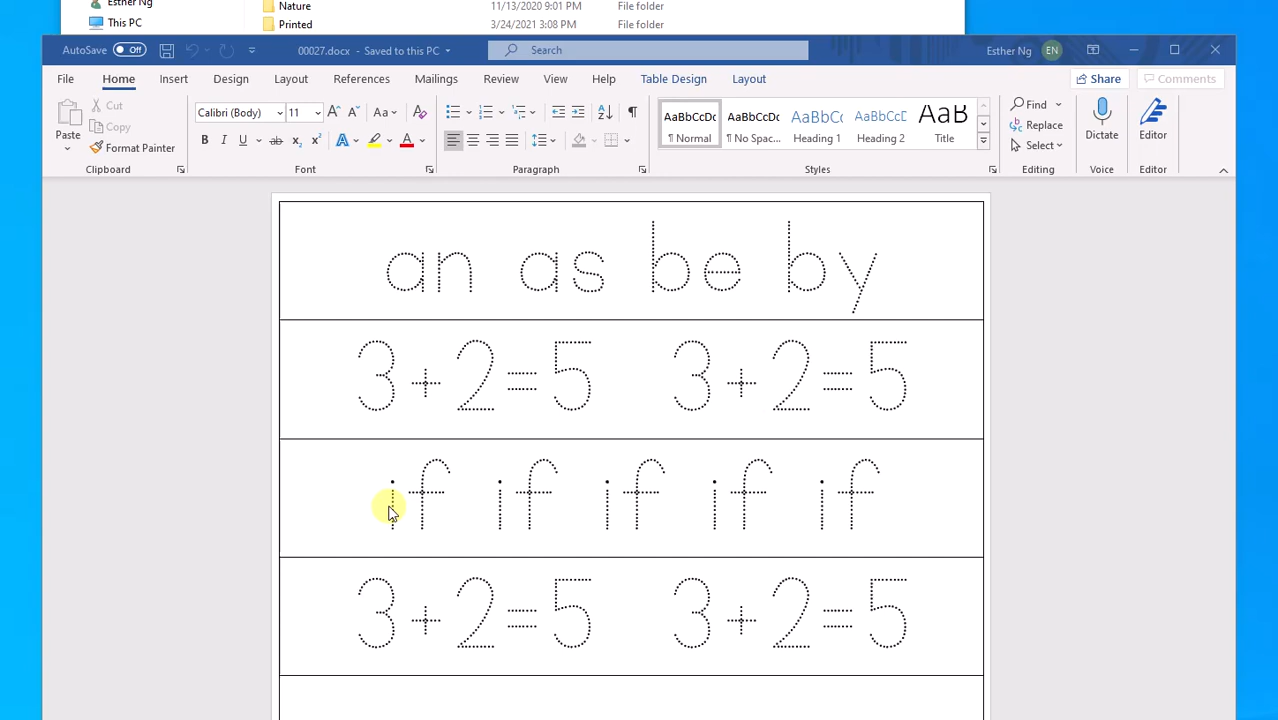 Esther Ng
Nature 11/13/2020 9:01 PM File folder
This PC
Printed 3/24/2021 3:08 PM File folder
AutoSave Off 00027.docx - Saved to this PC Search Esther Ng EN
File Home Insert Design Layout References Mailings Review View Help Table Design Layout Share Comments
Paste
Cut
Copy
Format Painter
Clipboard
Calibri (Body) 11
Font
Paragraph
AaBbCcDc AaBbCcDc AaBbCc AaBbCcD AaB
¶ Normal ¶ No Spac... Heading 1 Heading 2 Title
Styles
Find
Replace
Select
Editing
Dictate
Voice
Editor
Editor
an as be by
3+2=5 3+2=5
if if if if if
3+2=5 3+2=5